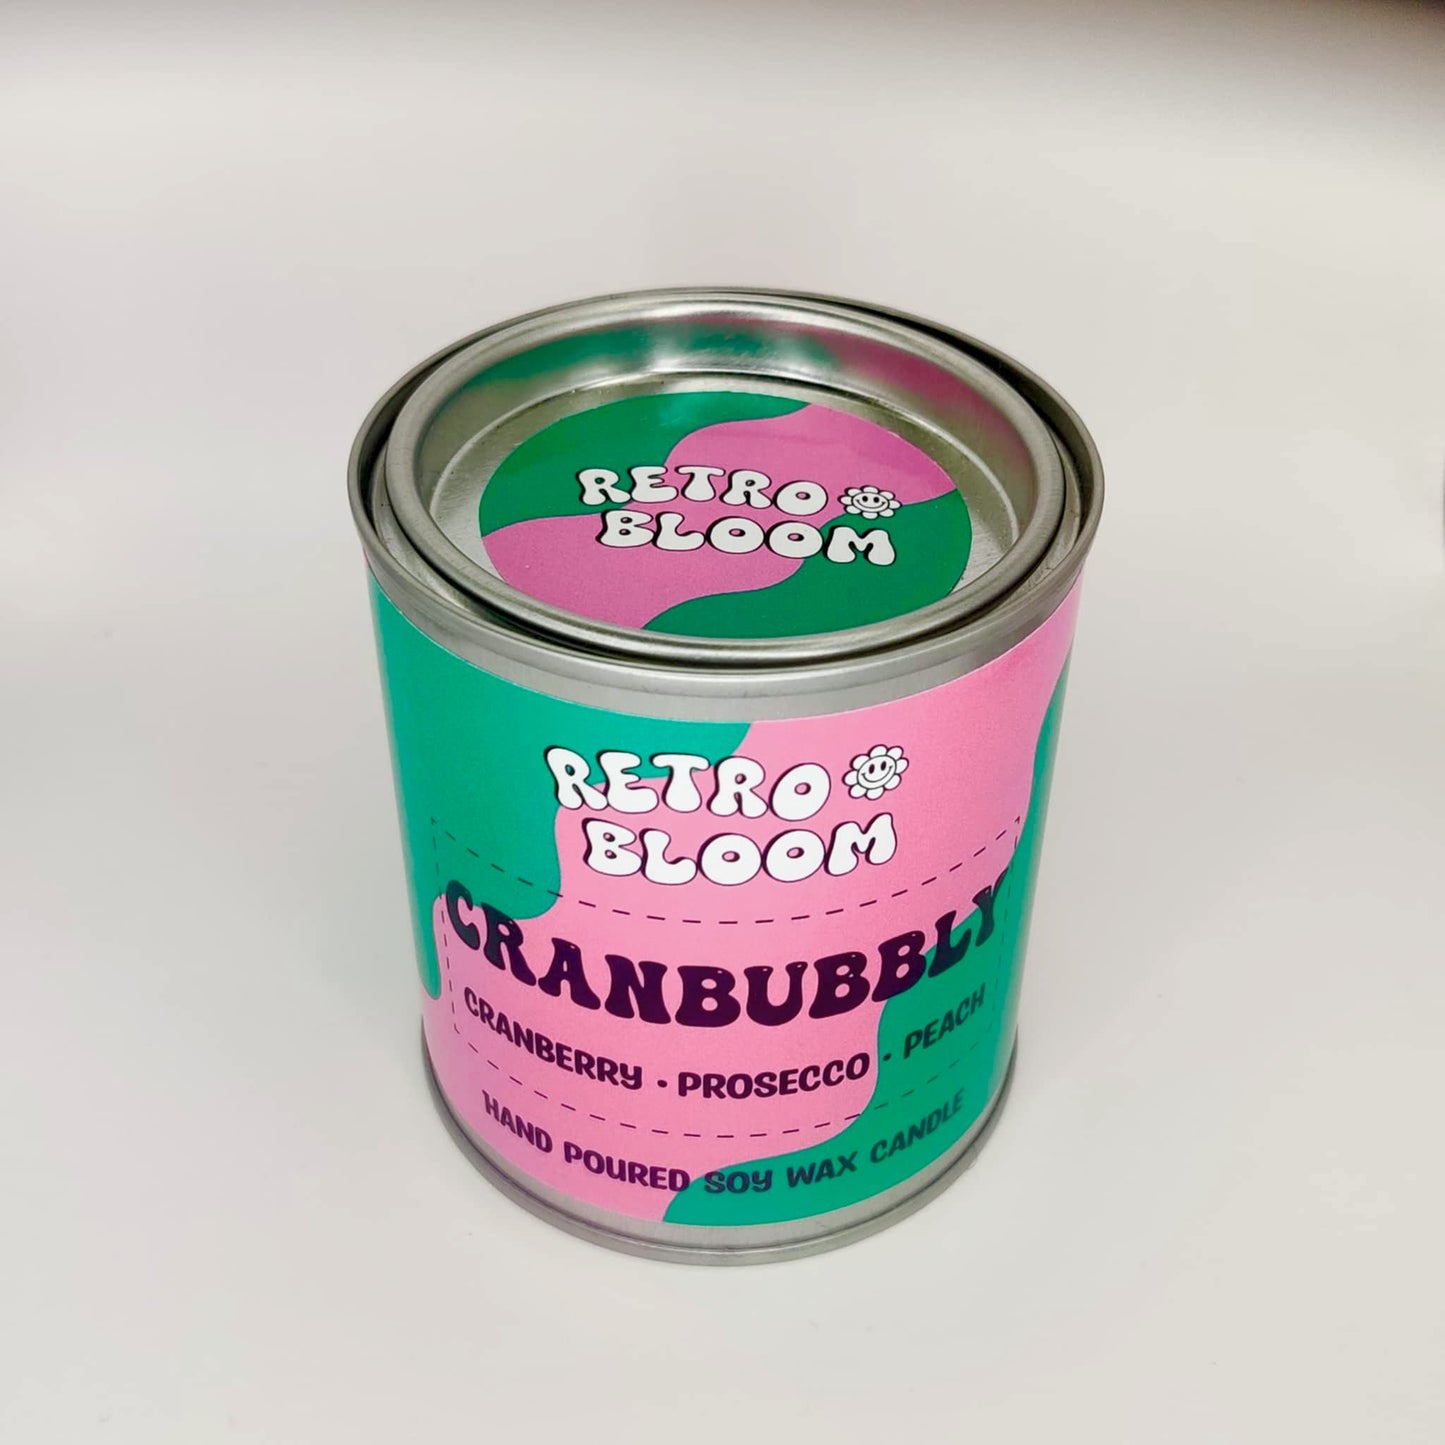 RETRO
BLOOM
RETRO
BLOOM
CRANBUBBLY
CRANBERRY · PROSECCO · PEACH
HAND POURED SOY WAX CANDLE